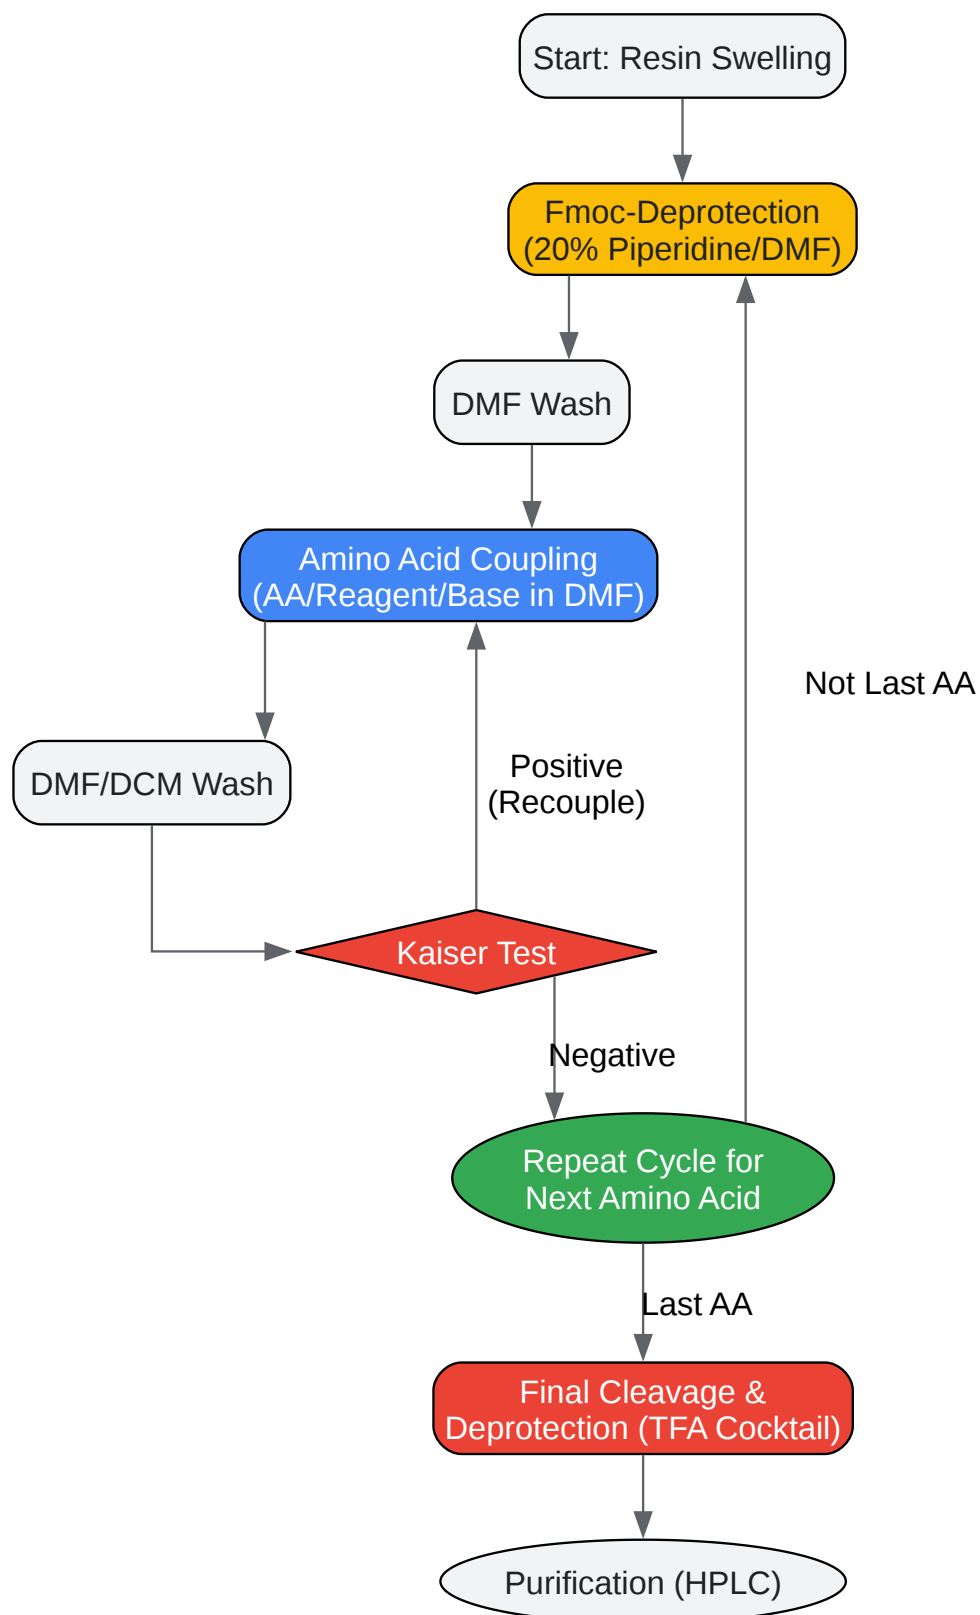 Start: Resin Swelling
Fmoc-Deprotection
(20% Piperidine/DMF)
DMF Wash
Amino Acid Coupling
(AA/Reagent/Base in DMF)
Not Last AA
DMF/DCM Wash
Positive
(Recouple)
Kaiser Test
Negative
Repeat Cycle for
Next Amino Acid
Last AA
Final Cleavage &
Deprotection (TFA Cocktail)
Purification (HPLC)